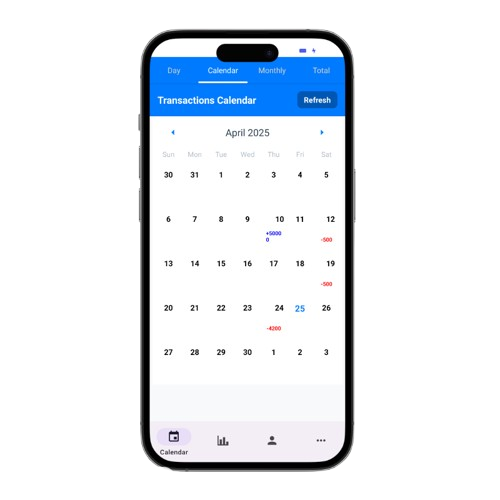 Day Calendar Monthly Total
Transactions Calendar Refresh
April 2025
Sun Mon Tue Wed Thu Fri Sat
30 31 1 2 3 4 5
6 7 8 9 10 11 12
+5000 -500
0
13 14 15 16 17 18 19
-500
20 21 22 23 24 25 26
-4200
27 28 29 30 1 2 3
Calendar